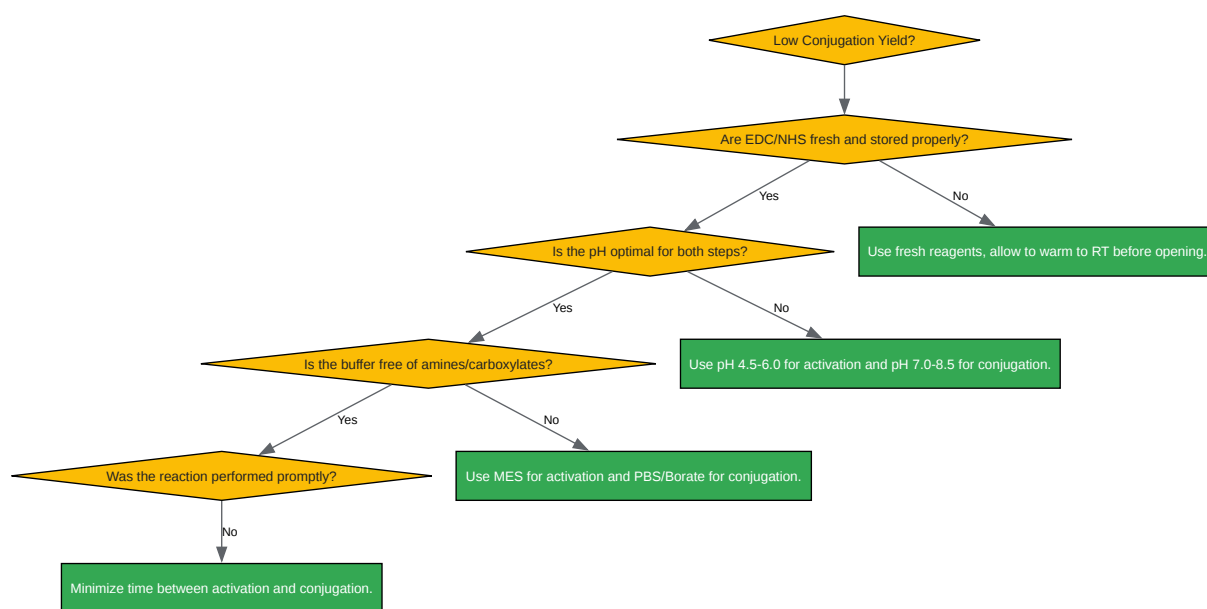 Low Conjugation Yield?
Are EDC/NHS fresh and stored properly?
Yes
No
Is the pH optimal for both steps?
Use fresh reagents, allow to warm to RT before opening.
Yes
No
Is the buffer free of amines/carboxylates?
Use pH 4.5-6.0 for activation and pH 7.0-8.5 for conjugation.
Yes
No
Was the reaction performed promptly?
Use MES for activation and PBS/Borate for conjugation.
No
Minimize time between activation and conjugation.